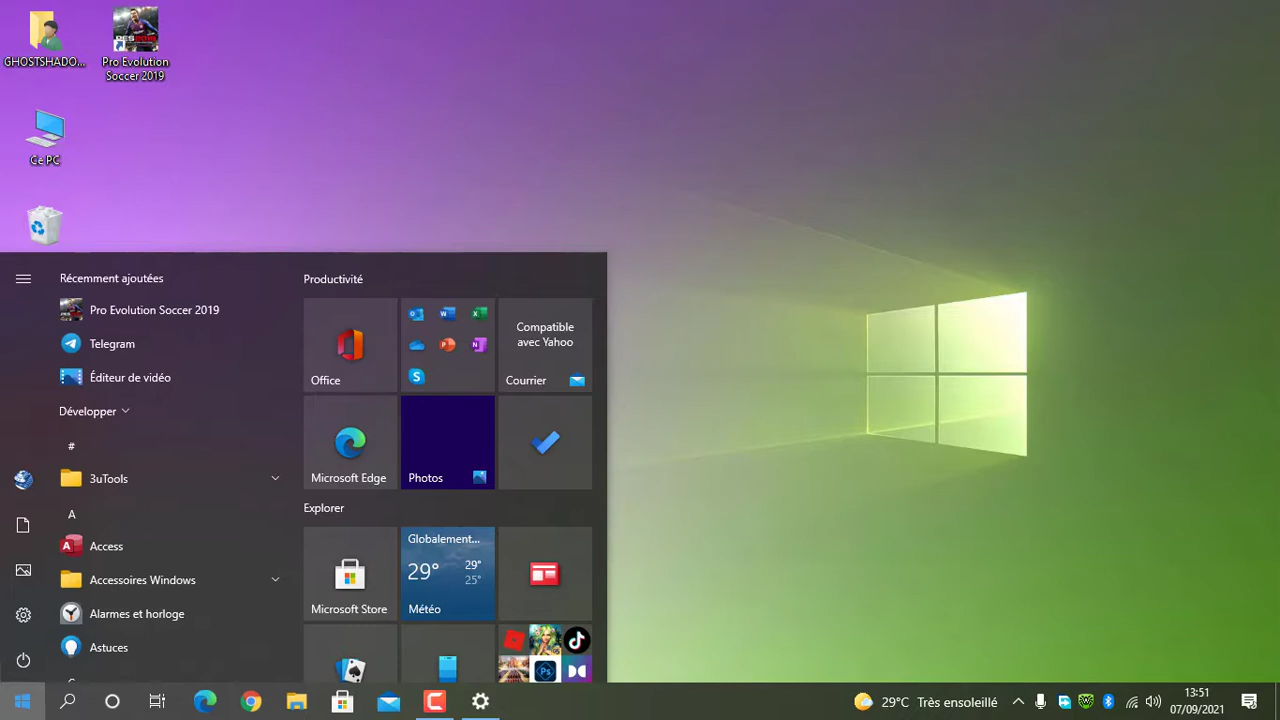 GHOSTSHADO...
Pro Evolution
Soccer 2019
Ce PC
Récemment ajoutées
Pro Evolution Soccer 2019
Telegram
Éditeur de vidéo
Développer
#
3uTools
A
Access
Accessoires Windows
Alarmes et horloge
Astuces
Productivité
Office
Compatible
avec Yahoo
Courrier
Microsoft Edge
Photos
Explorer
Microsoft Store
Globalement...
29°
29°
25°
Météo
29°C Très ensoleillé
13:51
07/09/2021